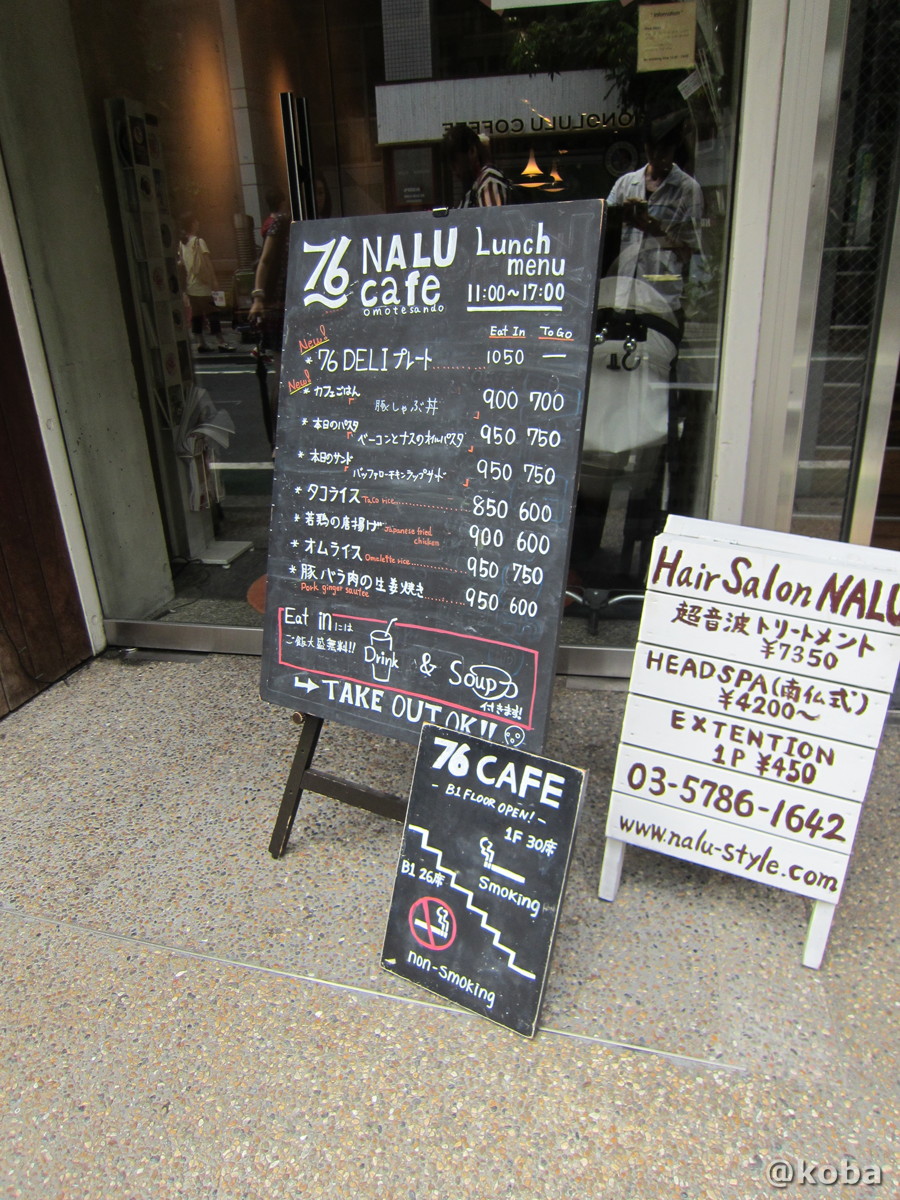 HONOLULU COFFEE
76 NALU cafe
omotesando
Lunch menu
11:00~17:00
Eat In To Go
New!
* 76 DELI プレート 1050 —
New!
* カフェごはん
「豚しゃぶ丼」 900 700
* 本日のパスタ
「ベーコンとナスのオイルパスタ」 950 750
* 本日のサンド
「バッファローチキンラップサンド」 950 750
* タコライス Taco rice 850 600
* 若鶏の唐揚げ Japanese fried chicken 900 600
* オムライス Omelette rice 950 750
* 豚バラ肉の生姜焼き 950 600
Pork ginger sautee
Eat inには
ご飯大盛無料!!
Drink & Soup
付きます!
TAKE OUT OK!!
76 CAFE
- B1 FLOOR OPEN! -
1F 30席
Smoking
B1 26席
non-smoking
Hair Salon NALU
超音波トリートメント
¥7350
HEADSPA(南仏式)
¥4200~
EXTENTION
1P ¥450
03-5786-1642
www.nalu-style.com
@koba